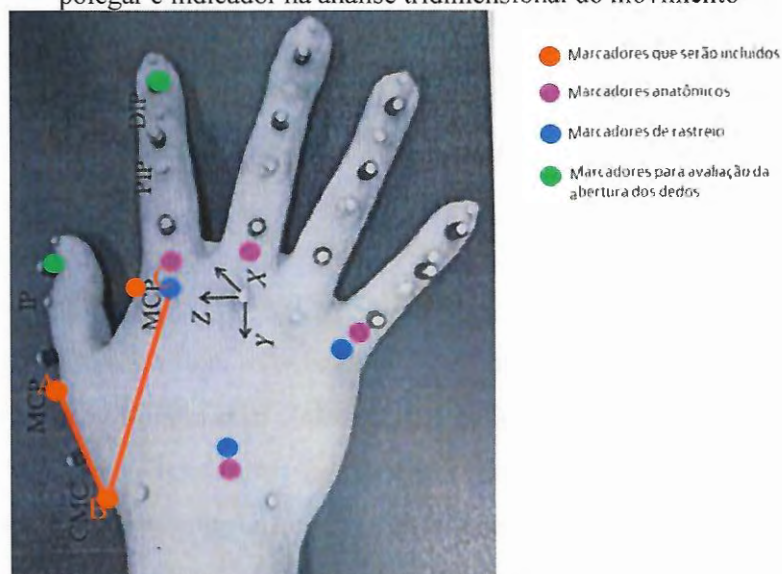 polegar e indicador na análise tridimensional do movimento
Marcadores que serão incluidos
Marcadores anatômicos
Marcadores de rastreio
Marcadores para avaliação da
abertura dos dedos
DIP
PIP
MCP
IP
MCP
CMC
B
X
Z
Y